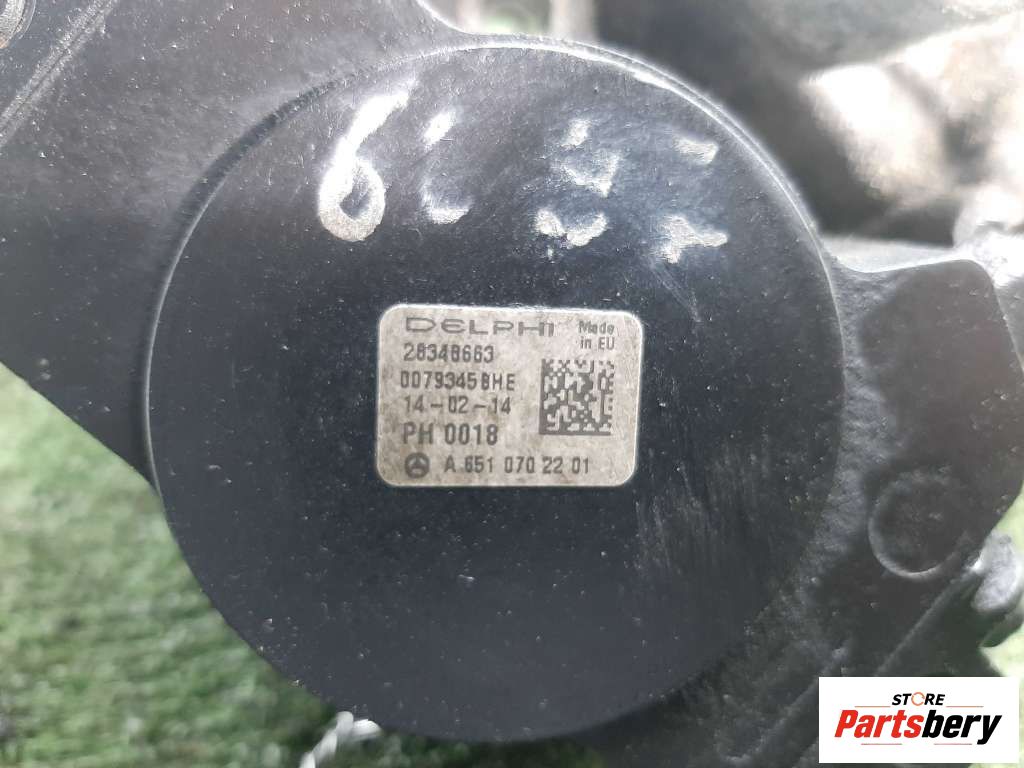 DELPHI Made in EU
28348663
0079345BHE
14-02-14
PH 0018
A 651 070 22 01
STORE
Partsbery